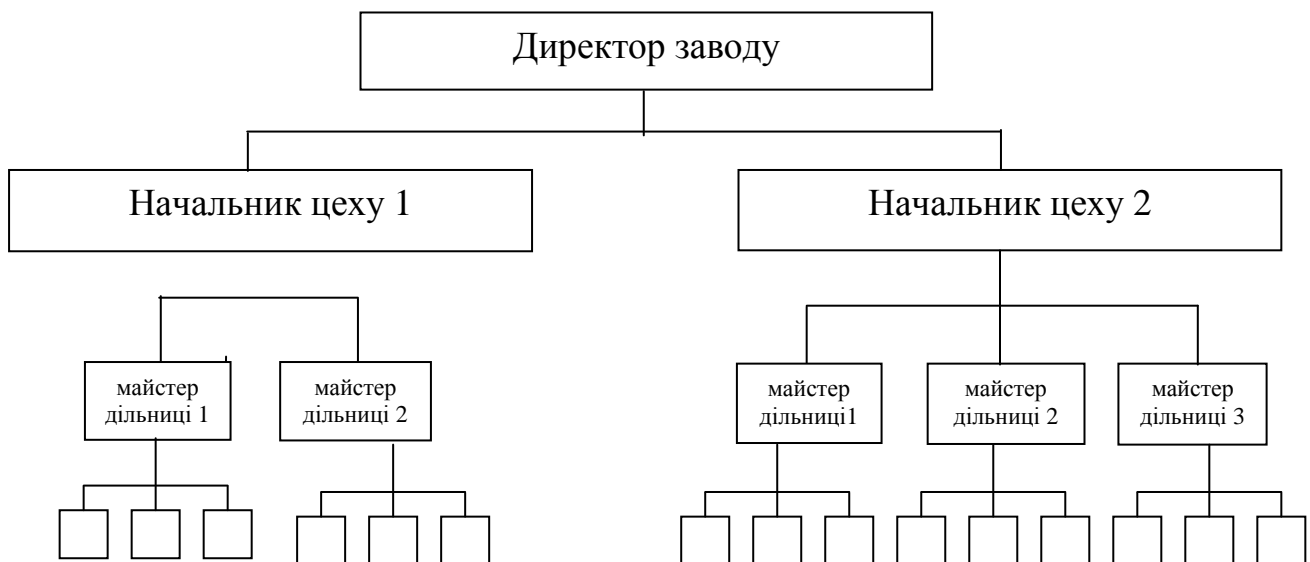 Директор заводу
Начальник цеху 1
Начальник цеху 2
майстер
дільниці 1
майстер
дільниці 2
майстер
дільниці1
майстер
дільниці 2
майстер
дільниці 3